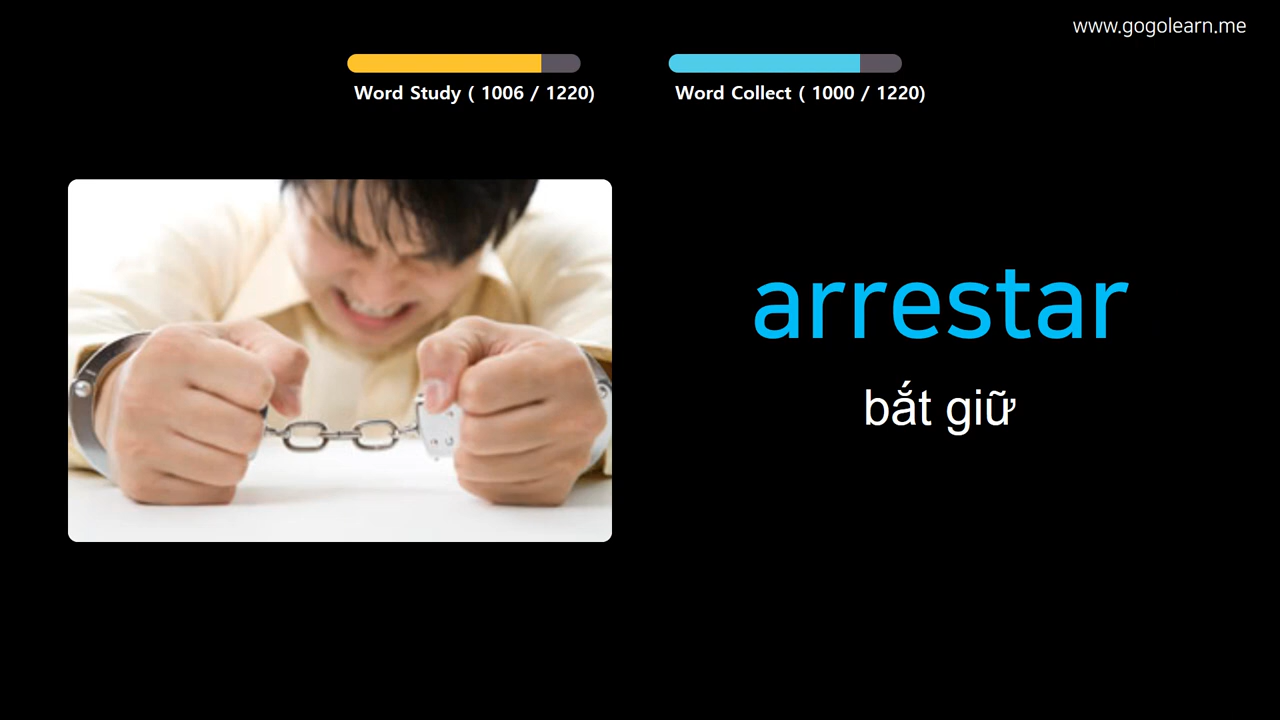 www.gogolearn.me
Word Study ( 1006 / 1220)
Word Collect ( 1000 / 1220)
arrestar
bắt giữ